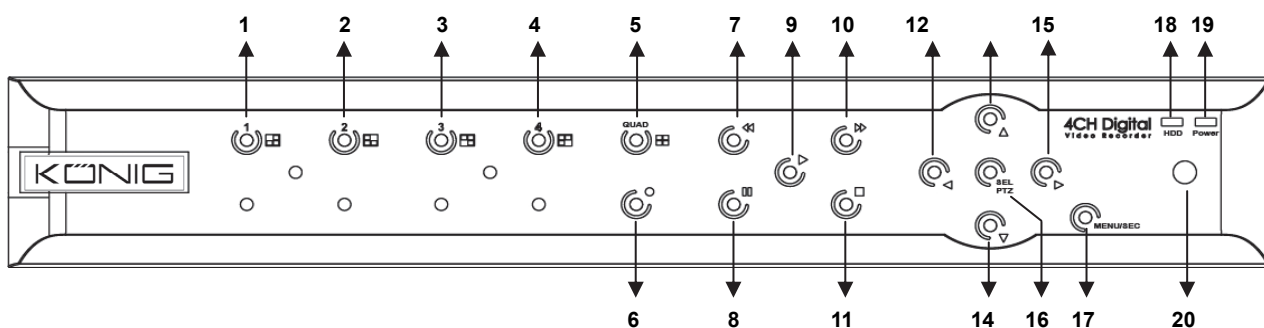 1 2 3 4 5 7 9 10 12 15 18 19
4CH Digital
Video Recorder
HDD Power
1 2 3 4 QUAD
KÖNIG
SEL
PTZ
MENU/SEC
6 8 11 14 16 17 20